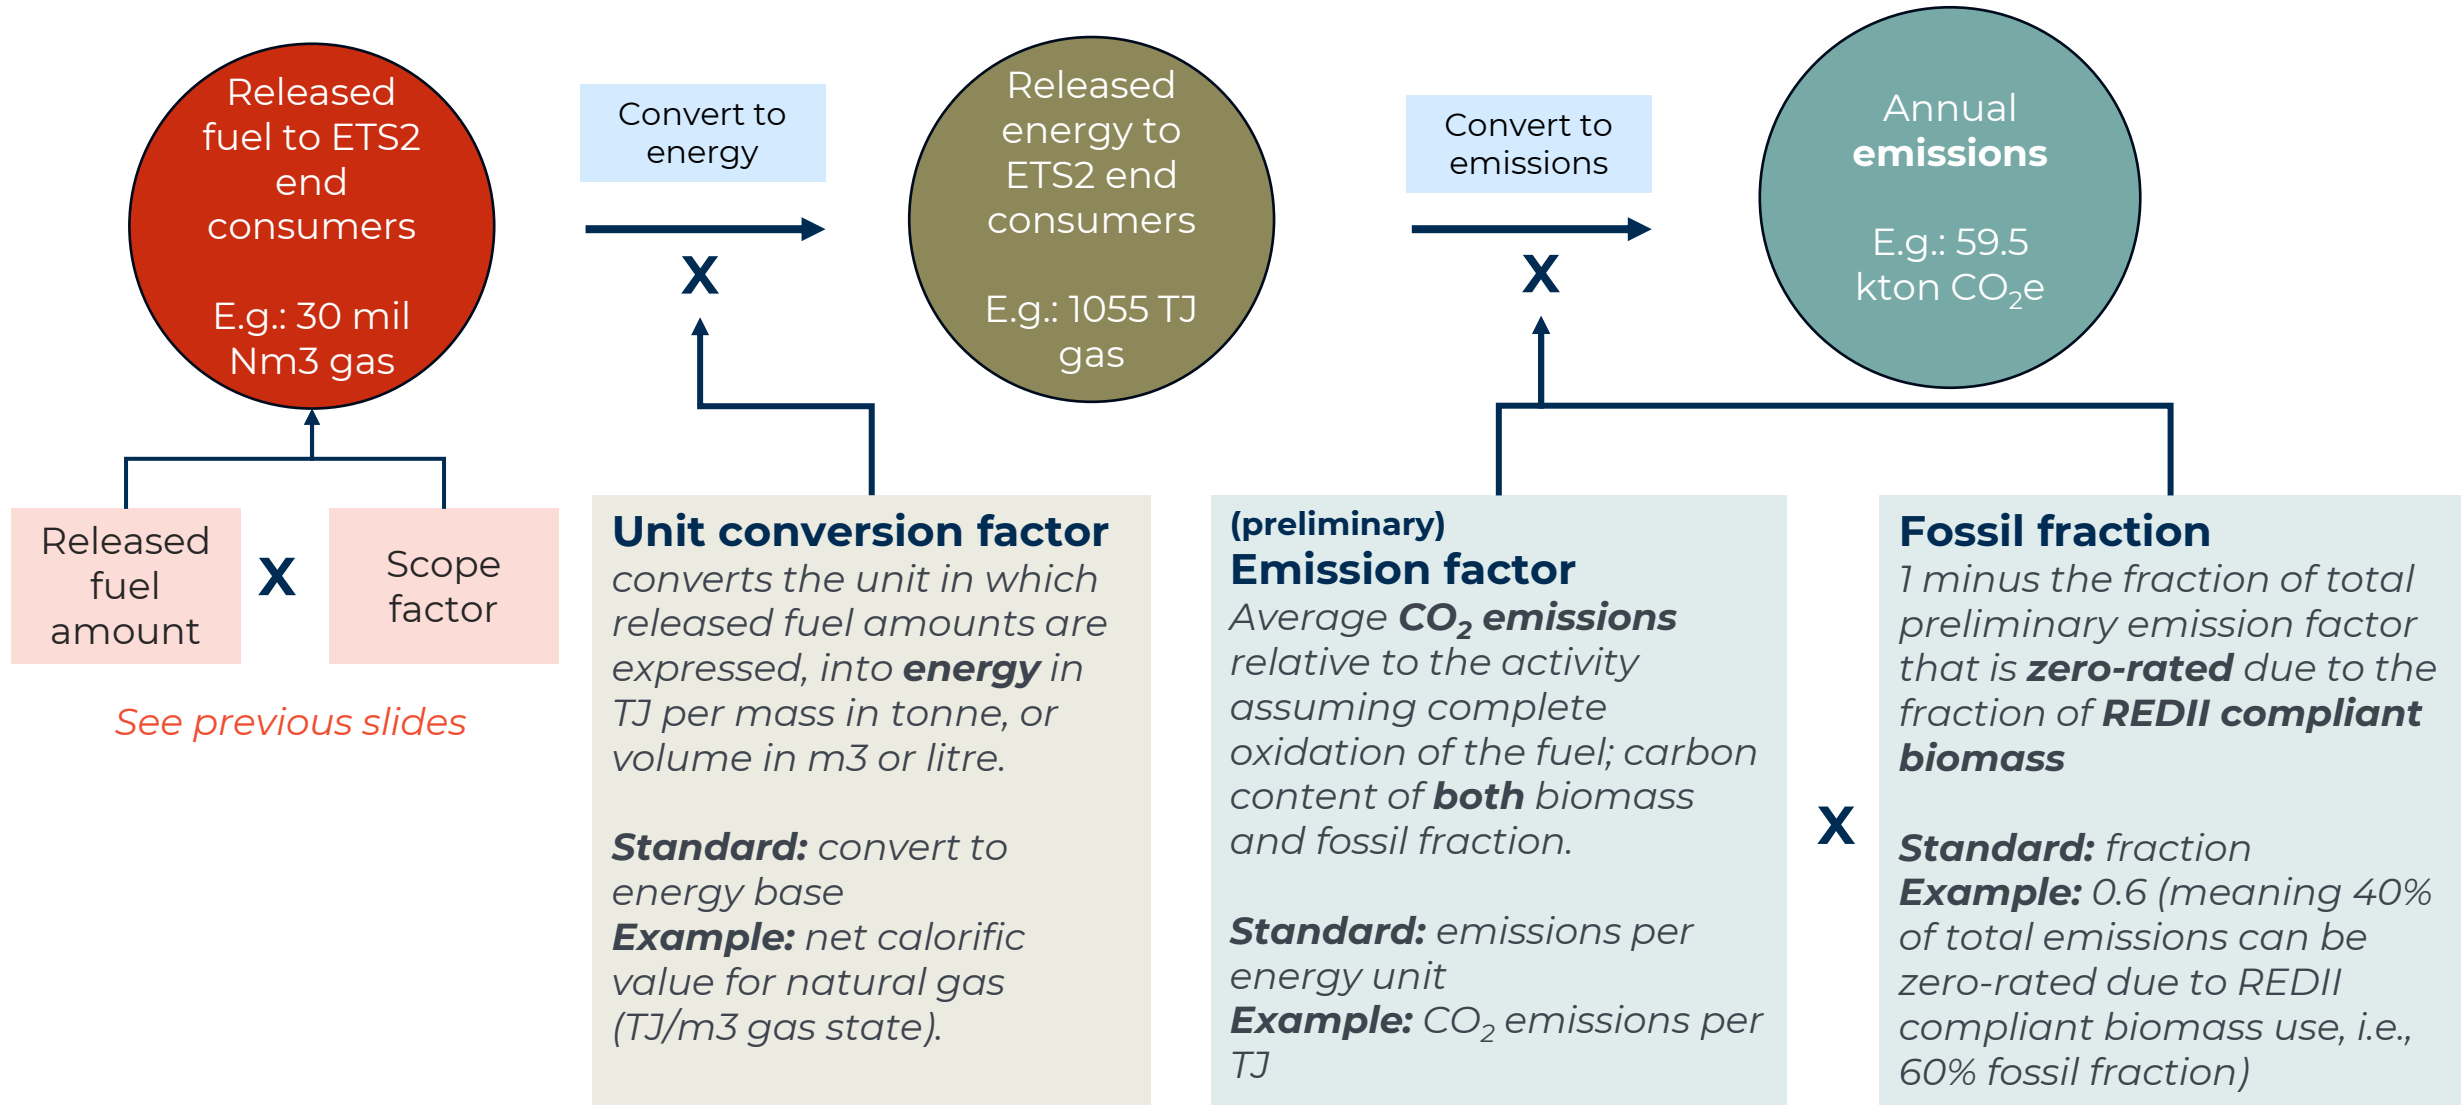 Released
fuel to ETS2
end
consumers
E.g.: 30 mil
Nm3 gas
Convert to
energy
X
Released
energy to
ETS2 end
consumers
E.g.: 1055 TJ
gas
Convert to
emissions
X
Annual
emissions
E.g.: 59.5
kton CO₂e
Released
fuel
amount
X
Scope
factor
See previous slides
Unit conversion factor
converts the unit in which
released fuel amounts are
expressed, into energy in
TJ per mass in tonne, or
volume in m3 or litre.
Standard: convert to
energy base
Example: net calorific
value for natural gas
(TJ/m3 gas state).
(preliminary)
Emission factor
Average CO₂ emissions
relative to the activity
assuming complete
oxidation of the fuel; carbon
content of both biomass
and fossil fraction.
Standard: emissions per
energy unit
Example: CO₂ emissions per
TJ
X
Fossil fraction
1 minus the fraction of total
preliminary emission factor
that is zero-rated due to the
fraction of REDII compliant
biomass
Standard: fraction
Example: 0.6 (meaning 40%
of total emissions can be
zero-rated due to REDII
compliant biomass use, i.e.,
60% fossil fraction)